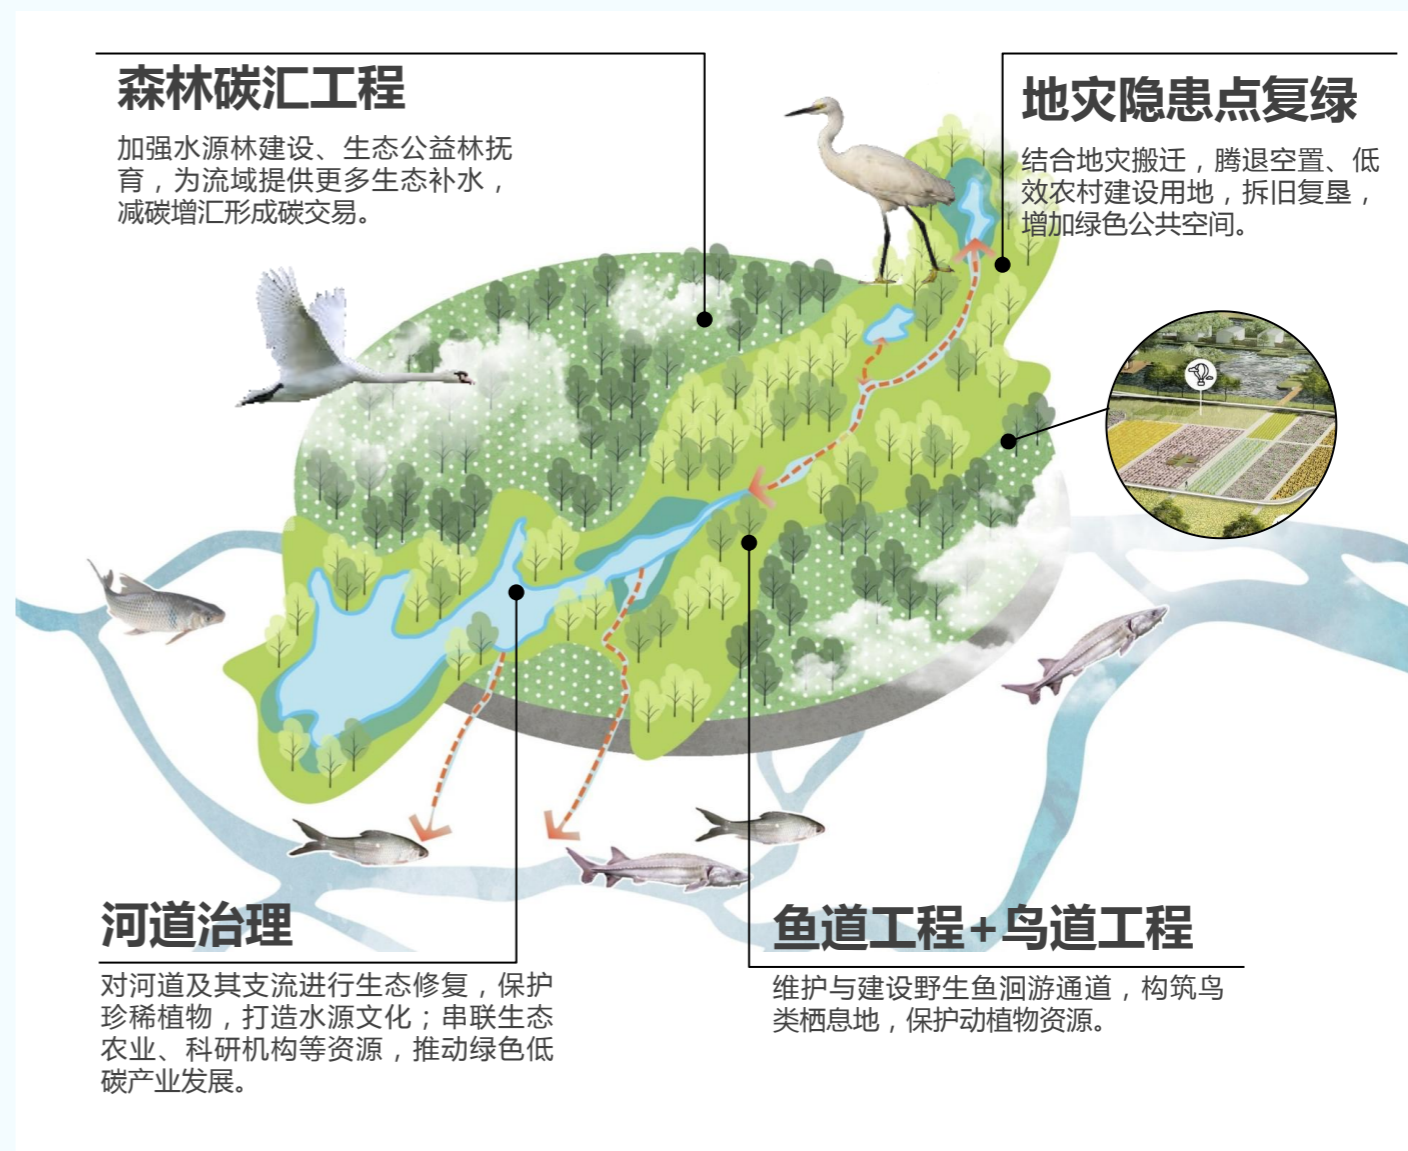 森林碳汇工程
加强水源林建设、生态公益林抚
育，为流域提供更多生态补水，
减碳增汇形成碳交易。
地灾隐患点复绿
结合地灾搬迁，腾退空置、低
效农村建设用地，拆旧复垦，
增加绿色公共空间。
河道治理
对河道及其支流进行生态修复，保护
珍稀植物，打造水源文化；串联生态
农业、科研机构等资源，推动绿色低
碳产业发展。
鱼道工程+鸟道工程
维护与建设野生鱼洄游通道，构筑鸟
类栖息地，保护动植物资源。